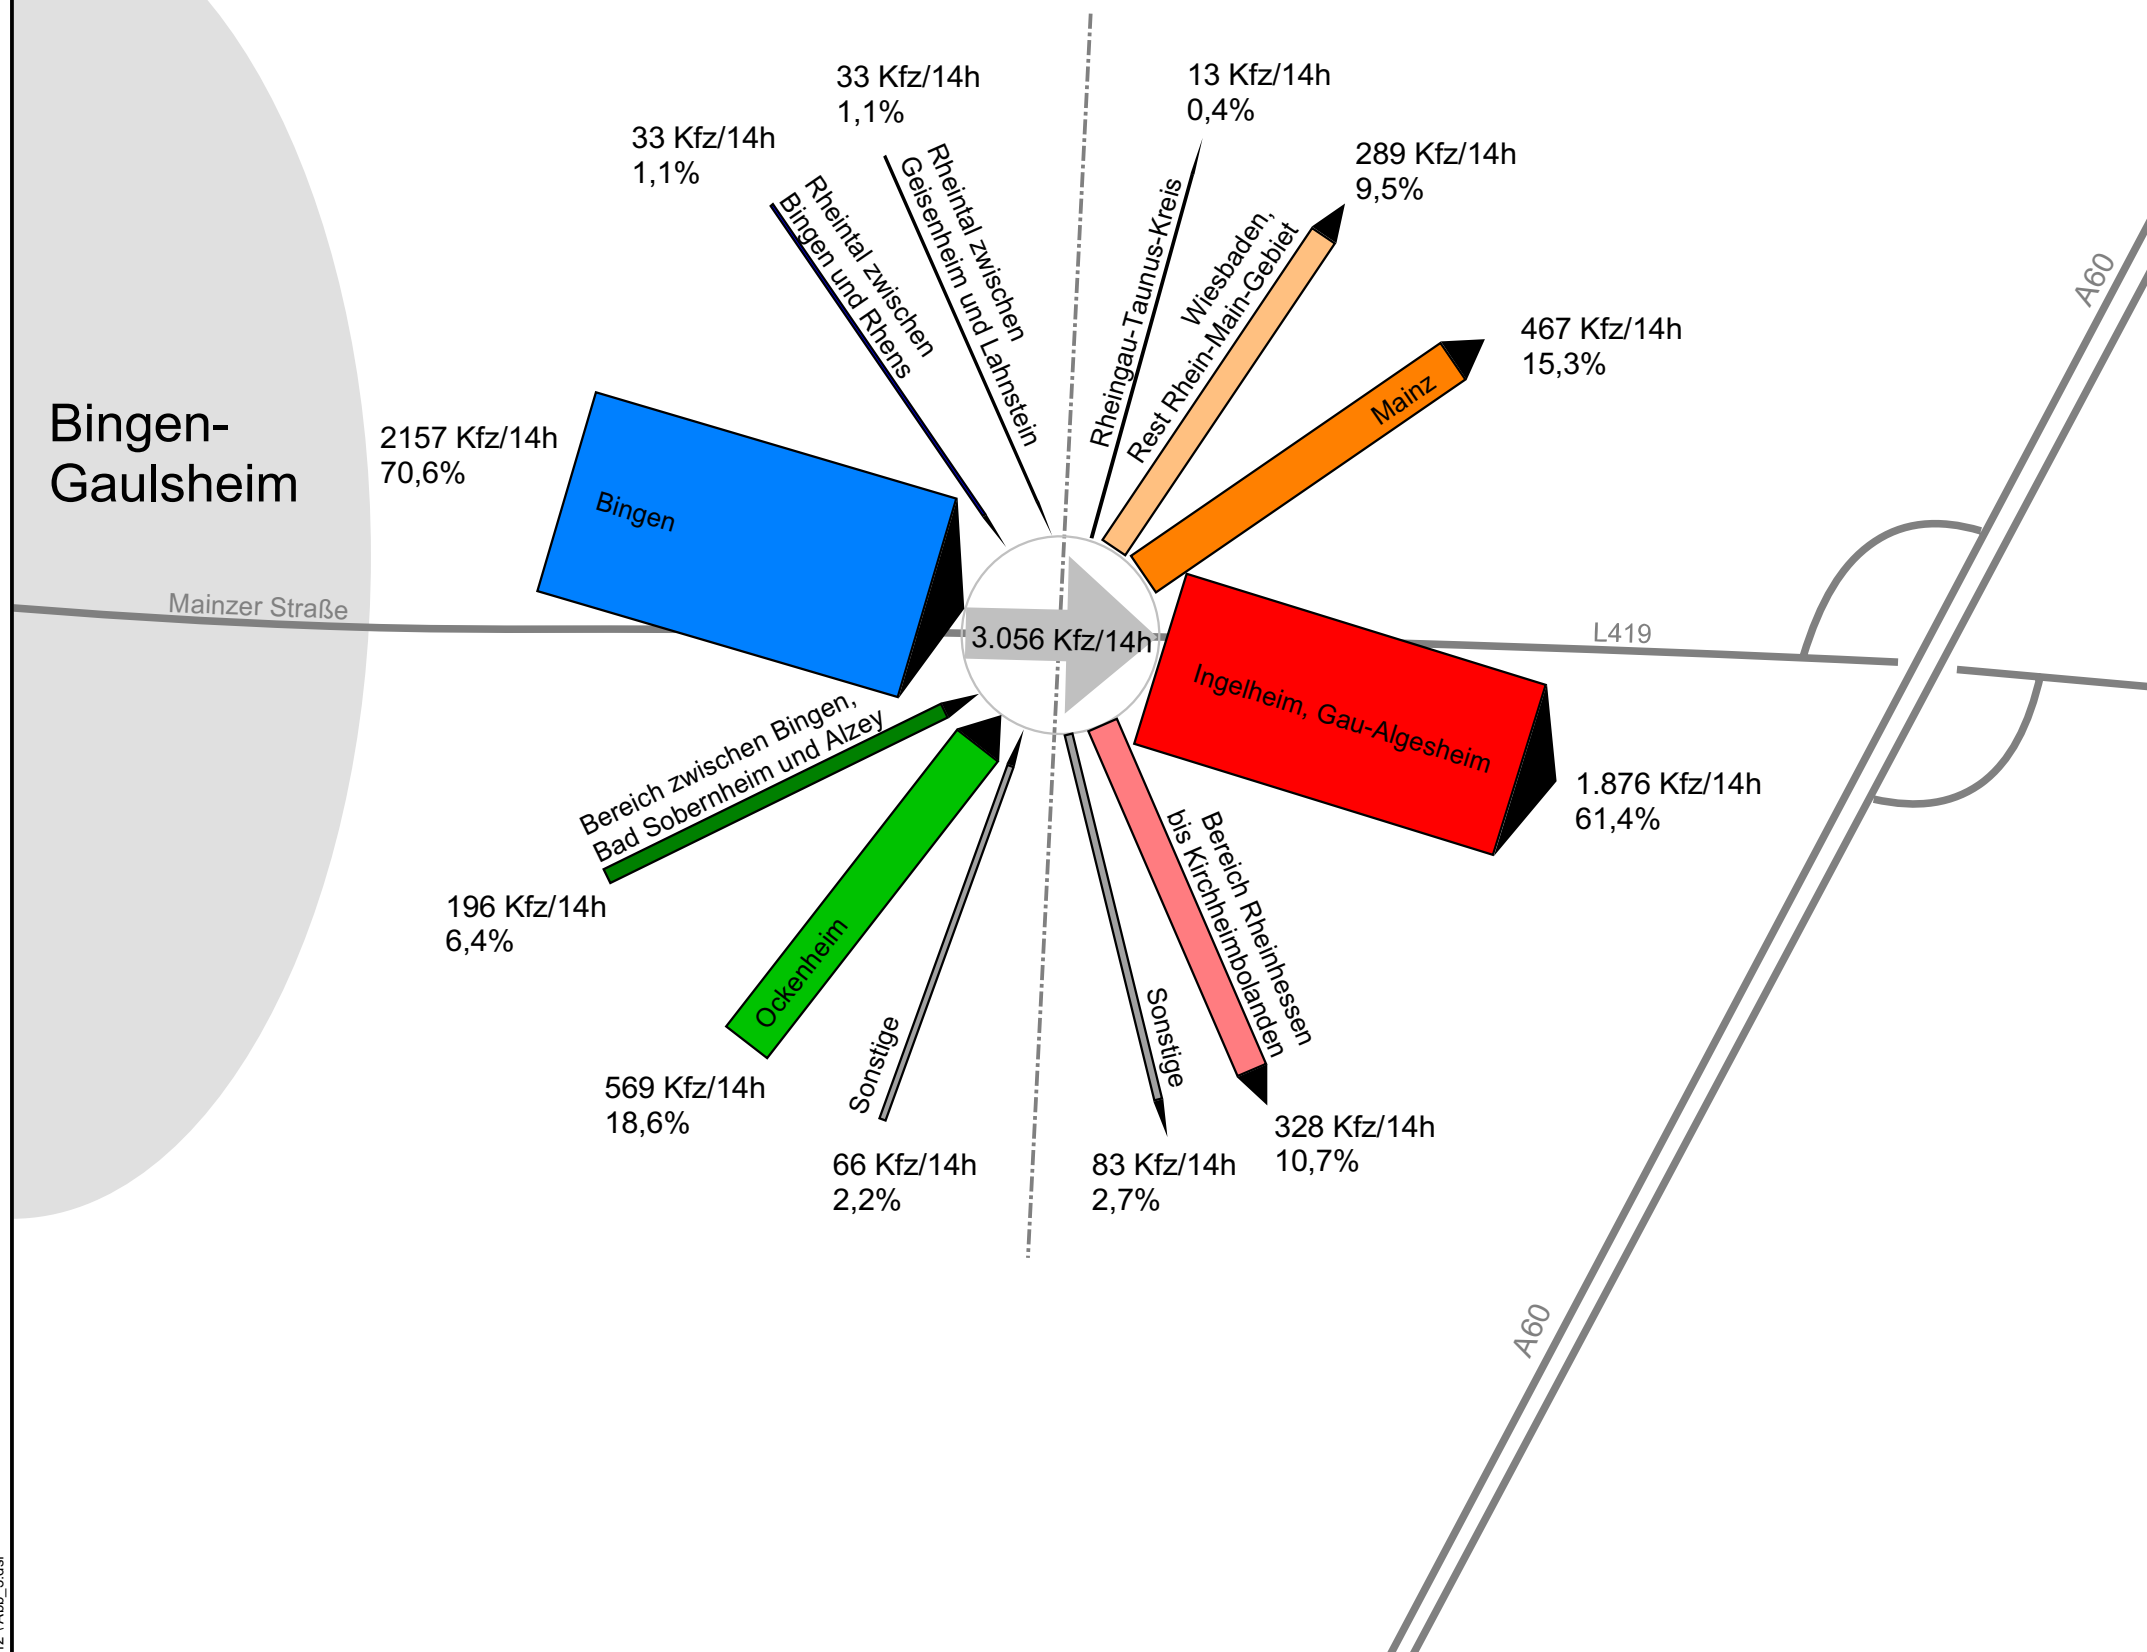 33 Kfz/14h
1,1%
13 Kfz/14h
0,4%
33 Kfz/14h
1,1%
289 Kfz/14h
9,5%
Rheintal zwischen
Bingen und Rhens
Rheintal zwischen
Geisenheim und Lahnstein
Rheingau-Taunus-Kreis
Wiesbaden,
Rest Rhein-Main-Gebiet
A60
467 Kfz/14h
15,3%
Mainz
Bingen-
Gaulsheim
2157 Kfz/14h
70,6%
Bingen
Mainzer Straße
3.056 Kfz/14h
L419
Ingelheim, Gau-Algesheim
1.876 Kfz/14h
61,4%
Bereich zwischen Bingen,
Bad Sobernheim und Alzey
196 Kfz/14h
6,4%
Ockenheim
569 Kfz/14h
18,6%
Sonstige
66 Kfz/14h
2,2%
Sonstige
83 Kfz/14h
2,7%
Bereich Rheinhessen
bis Kirchheimbolanden
328 Kfz/14h
10,7%
A60